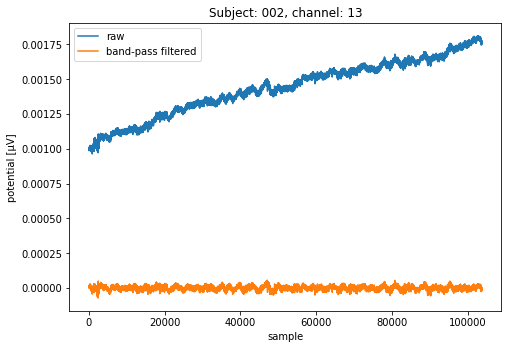 Subject: 002, channel: 13
raw
band-pass filtered
potential [µV]
0.00175
0.00150
0.00125
0.00100
0.00075
0.00050
0.00025
0.00000
0
20000
40000
60000
80000
100000
sample